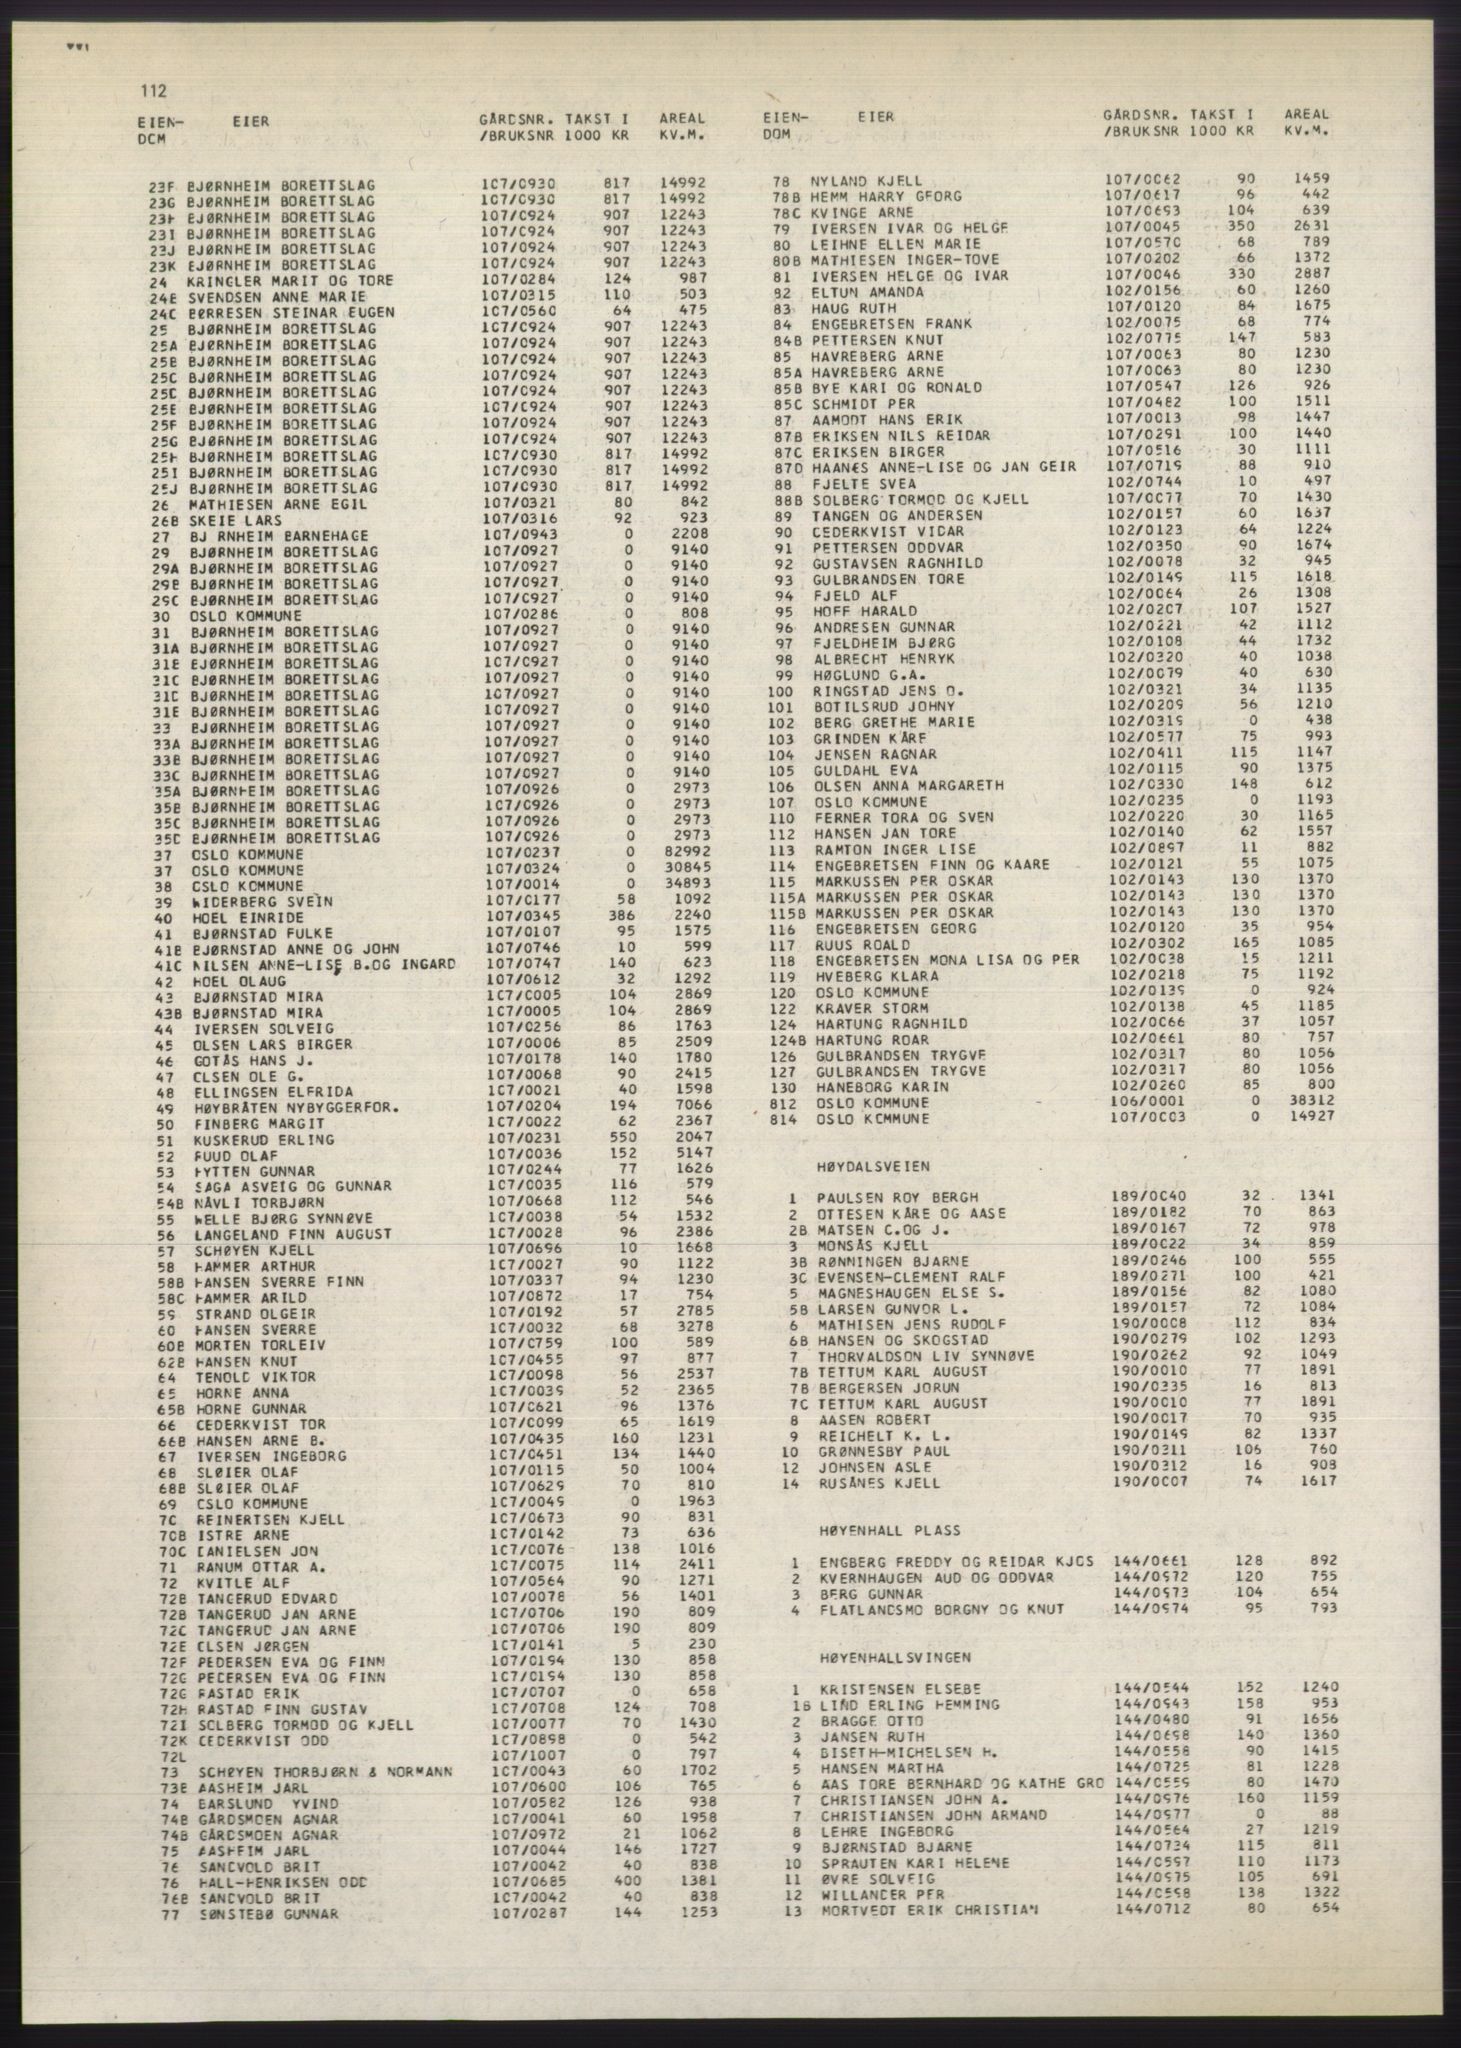 112
EIEN- EIER GÅRDSNR. TAKST I AREAL
DOM /BRUKSNR 1000 KR KV.M.
23F BJØRNHEIM BORETTSLAG 107/0930 817 14992
23G BJØRNHEIM BORETTSLAG 107/0930 817 14992
23H BJØRNHEIM BORETTSLAG 107/0924 907 12243
23I BJØRNHEIM BORETTSLAG 107/0924 907 12243
23J BJØRNHEIM BORETTSLAG 107/0924 907 12243
23K BJØRNHEIM BORETTSLAG 107/0924 907 12243
24 KRINGLER MARIT OG TORE 107/0284 124 987
24B SVENDSEN ANNE MARIE 107/0315 110 503
24C BØRRESEN STEINAR EUGEN 107/0560 64 475
25 BJØRNHEIM BORETTSLAG 107/0924 907 12243
25A BJØRNHEIM BORETTSLAG 107/0924 907 12243
25B BJØRNHEIM BORETTSLAG 107/0924 907 12243
25C BJØRNHEIM BORETTSLAG 107/0924 907 12243
25D BJØRNHEIM BORETTSLAG 107/0924 907 12243
25E BJØRNHEIM BORETTSLAG 107/0924 907 12243
25F BJØRNHEIM BORETTSLAG 107/0924 907 12243
25G BJØRNHEIM BORETTSLAG 107/0924 907 12243
25H BJØRNHEIM BORETTSLAG 107/0930 817 14992
25I BJØRNHEIM BORETTSLAG 107/0930 817 14992
25J BJØRNHEIM BORETTSLAG 107/0930 817 14992
26 MATHIESEN ARNE EGIL 107/0321 80 842
26B SKEIE LARS 107/0316 92 923
27 BJ RNHEIM BARNEHAGE 107/0943 0 2208
29 BJØRNHEIM BORETTSLAG 107/0927 0 9140
29A BJØRNHEIM BORETTSLAG 107/0927 0 9140
29B BJØRNHEIM BORETTSLAG 107/0927 0 9140
29C BJØRNHEIM BORETTSLAG 107/0927 0 9140
30 OSLO KOMMUNE 107/0286 0 808
31 BJØRNHEIM BORETTSLAG 107/0927 0 9140
31A BJØRNHEIM BORETTSLAG 107/0927 0 9140
31B BJØRNHEIM BORETTSLAG 107/0927 0 9140
31C BJØRNHEIM BORETTSLAG 107/0927 0 9140
31D BJØRNHEIM BORETTSLAG 107/0927 0 9140
31E BJØRNHEIM BORETTSLAG 107/0927 0 9140
33 BJØRNHEIM BORETTSLAG 107/0927 0 9140
33A BJØRNHEIM BORETTSLAG 107/0927 0 9140
33B BJØRNHEIM BORETTSLAG 107/0927 0 9140
33C BJØRNHEIM BORETTSLAG 107/0927 0 9140
35A BJØRNHEIM BORETTSLAG 107/0926 0 2973
35B BJØRNHEIM BORETTSLAG 107/0926 0 2973
35C BJØRNHEIM BORETTSLAG 107/0926 0 2973
35D BJØRNHEIM BORETTSLAG 107/0926 0 2973
37 OSLO KOMMUNE 107/0237 0 82992
37 OSLO KOMMUNE 107/0324 0 30845
38 OSLO KOMMUNE 107/0014 0 34893
39 WIDERBERG SVEIN 107/0177 58 1092
40 HOEL EINRIDE 107/0345 386 2240
41 BJØRNSTAD FULKE 107/0107 95 1575
41B BJØRNSTAD ANNE OG JOHN 107/0746 10 599
41C NILSEN ANNE-LISE B.OG INGARD 107/0747 140 623
42 HOEL OLAUG 107/0612 32 1292
43 BJØRNSTAD MIRA 107/0005 104 2869
43B BJØRNSTAD MIRA 107/0005 104 2869
44 IVERSEN SOLVEIG 107/0256 86 1763
45 OLSEN LARS BIRGER 107/0006 85 2509
46 GOTÅS HANS J. 107/0178 140 1780
47 OLSEN OLE G. 107/0068 90 2415
48 ELLINGSEN ELFRIDA 107/0021 40 1598
49 HØYBRÅTEN NYBYGGERFOR. 107/0204 194 7066
50 FINBERG MARGIT 107/0022 62 2367
51 KUSKERUD ERLING 107/0231 550 2047
52 RUUD OLAF 107/0036 152 5147
53 HYTTEN GUNNAR 107/0244 77 1626
54 SAGA ASVEIG OG GUNNAR 107/0035 116 579
54B NÅVLI TORBJØRN 107/0668 112 546
55 WELLE BJØRG SYNNØVE 107/0038 54 1532
56 LANGELAND FINN AUGUST 107/0028 96 2386
57 SCHØYEN KJELL 107/0696 10 1668
58 HAMMER ARTHUR 107/0027 90 1122
58B HANSEN SVERRE FINN 107/0337 94 1230
58C HAMMER ARILD 107/0872 17 754
59 STRAND OLGEIR 107/0192 57 2785
60 HANSEN SVERRE 107/0032 68 3278
60B MORTEN TORLEIV 107/0759 100 589
62B HANSEN KNUT 107/0455 97 877
64 TENOLD VIKTOR 107/0098 56 2537
65 HORNE ANNA 107/0039 52 2365
65B HORNE GUNNAR 107/0621 96 1376
66 CEDERKVIST TOR 107/0099 65 1619
66B HANSEN ARNE B. 107/0435 160 1231
67 IVERSEN INGEBORG 107/0451 134 1440
68 SLØIER OLAF 107/0115 50 1004
68B SLØIER OLAF 107/0629 70 810
69 OSLO KOMMUNE 107/0049 0 1963
70 REINERTSEN KJELL 107/0673 90 831
70B ISTRE ARNE 107/0142 73 636
70C DANIELSEN JON 107/0076 138 1016
71 RANUM OTTAR A. 107/0075 114 2411
72 KVITLE ALF 107/0564 90 1271
72B TANGERUD EDVARD 107/0078 56 1401
72B TANGERUD JAN ARNE 107/0706 190 809
72C TANGERUD JAN ARNE 107/0706 190 809
72E OLSEN JØRGEN 107/0141 5 230
72F PEDERSEN EVA OG FINN 107/0194 130 858
72G PEDERSEN EVA OG FINN 107/0194 130 858
72G RASTAD ERIK 107/0707 0 658
72H RASTAD FINN GUSTAV 107/0708 124 708
72I SOLBERG TORMOD OG KJELL 107/0077 70 1430
72K CEDERKVIST ODD 107/0898 0 542
72L 107/1007 0 797
73 SCHØYEN THORBJØRN & NORMANN 107/0043 60 1702
73B AASHEIM JARL 107/0600 106 765
74 BARSLUND YVIND 107/0582 126 938
74B GÅRDSMOEN AGNAR 107/0041 60 1958
74B GÅRDSMOEN AGNAR 107/0972 21 1062
75 AASHEIM JARL 107/0044 146 1727
76 SANDVOLD BRIT 107/0042 40 838
76 HALL-HENRIKSEN ODD 107/0685 400 1381
76B SANDVOLD BRIT 107/0042 40 838
77 SØNSTEBØ GUNNAR 107/0287 144 1253
EIEN- EIER GÅRDSNR. TAKST I AREAL
DOM /BRUKSNR 1000 KR KV.M.
78 NYLAND KJELL 107/0062 90 1459
78B HEMM HARRY GEORG 107/0617 96 442
78C KVINGE ARNE 107/0693 104 639
79 IVERSEN IVAR OG HELGE 107/0045 350 2631
80 LEIHNE ELLEN MARIE 107/0570 68 789
80B MATHIESEN INGER-TOVE 107/0202 66 1372
81 IVERSEN HELGE OG IVAR 107/0046 330 2887
82 ELTUN AMANDA 102/0156 60 1260
83 HAUG RUTH 107/0120 84 1675
84 ENGEBRETSEN FRANK 102/0075 68 774
84B PETTERSEN KNUT 102/0775 147 583
85 HAVREBERG ARNE 107/0063 80 1230
85A HAVREBERG ARNE 107/0063 80 1230
85B BYE KARI OG RONALD 107/0547 126 926
85C SCHMIDT PER 107/0482 100 1511
87 AAMODT HANS ERIK 107/0013 98 1447
87B ERIKSEN NILS REIDAR 107/0291 100 1440
87C ERIKSEN BIRGER 107/0516 30 1111
87D HAANES ANNE-LISE OG JAN GEIR 107/0719 88 910
88 FJELTE SVEA 102/0744 10 497
88B SOLBERG TORMOD OG KJELL 107/0077 70 1430
89 TANGEN OG ANDERSEN 102/0157 60 1637
90 CEDERKVIST VIDAR 102/0123 64 1224
91 PETTERSEN ODDVAR 102/0350 90 1674
92 GUSTAVSEN RAGNHILD 102/0078 32 945
93 GULBRANDSEN TORE 102/0149 115 1618
94 FJELD ALF 102/0064 26 1308
95 HOFF HARALD 102/0207 107 1527
96 ANDRESEN GUNNAR 102/0221 42 1112
97 FJELDHEIM BJØRG 102/0108 44 1732
98 ALBRECHT HENRYK 102/0320 40 1038
99 HØGLUND G.A. 102/0079 40 630
100 RINGSTAD JENS O. 102/0321 34 1135
101 BOTILSRUD JOHNY 102/0209 56 1210
102 BERG GRETHE MARIE 102/0319 0 438
103 GRINDEN KÅRE 102/0577 75 993
104 JENSEN RAGNAR 102/0411 115 1147
105 GULDAHL EVA 102/0115 90 1375
106 OLSEN ANNA MARGARETH 102/0330 148 612
107 OSLO KOMMUNE 102/0235 0 1193
110 FERNER TORA OG SVEN 102/0220 30 1165
112 HANSEN JAN TORE 102/0140 62 1557
113 RAMTON INGER LISE 102/0897 11 882
114 ENGEBRETSEN FINN OG KAARE 102/0121 55 1075
115 MARKUSSEN PER OSKAR 102/0143 130 1370
115A MARKUSSEN PER OSKAR 102/0143 130 1370
115B MARKUSSEN PER OSKAR 102/0143 130 1370
116 ENGEBRETSEN GEORG 102/0120 35 954
117 RUUS ROALD 102/0302 165 1085
118 ENGEBRETSEN MONA LISA OG PER 102/0038 15 1211
119 HVEBERG KLARA 102/0218 75 1192
120 OSLO KOMMUNE 102/0139 0 924
122 KRAVER STORM 102/0138 45 1185
124 HARTUNG RAGNHILD 102/0066 37 1057
124B HARTUNG ROAR 102/0661 80 757
126 GULBRANDSEN TRYGVE 102/0317 80 1056
127 GULBRANDSEN TRYGVE 102/0317 80 1056
130 HANEBORG KARIN 102/0260 85 800
812 OSLO KOMMUNE 106/0001 0 38312
814 OSLO KOMMUNE 107/0003 0 14927
HØYDALSVEIEN
1 PAULSEN ROY BERGH 189/0040 32 1341
2 OTTESEN KÅRE OG AASE 189/0182 70 863
2B MATSEN C.OG J. 189/0167 72 978
3 MONSÅS KJELL 189/0022 34 859
3B RØNNINGEN BJARNE 189/0246 100 555
3C EVENSEN-CLEMENT RALF 189/0271 100 421
5 MAGNESHAUGEN ELSE S. 189/0156 82 1080
5B LARSEN GUNVOR L. 189/0157 72 1084
6 MATHISEN JENS RUDOLF 190/0008 112 834
6B HANSEN OG SKOGSTAD 190/0279 102 1293
7 THORVALDSON LIV SYNNØVE 190/0262 92 1049
7B TETTUM KARL AUGUST 190/0010 77 1891
7B BERGERSEN JORUN 190/0335 16 813
7C TETTUM KARL AUGUST 190/0010 77 1891
8 AASEN ROBERT 190/0017 70 935
9 REICHELT K. L. 190/0149 82 1337
10 GRØNNESBY PAUL 190/0311 106 760
12 JOHNSEN ASLE 190/0312 16 908
14 RUSÅNES KJELL 190/0007 74 1617
HØYENHALL PLASS
1 ENGBERG FREDDY OG REIDAR KJOS 144/0661 128 892
2 KVERNHAUGEN AUD OG ODDVAR 144/0972 120 755
3 BERG GUNNAR 144/0973 104 654
4 FLATLANDSMO BORGNY OG KNUT 144/0974 95 793
HØYENHALLSVINGEN
1 KRISTENSEN ELSEBE 144/0544 152 1240
1B LIND ERLING HEMMING 144/0943 158 953
2 BRAGGE OTTO 144/0480 91 1656
3 JANSEN RUTH 144/0698 140 1360
4 BISETH-MICHELSEN H. 144/0558 90 1415
5 HANSEN MARTHA 144/0725 81 1228
6 AAS TORE BERNHARD OG KATHE GRO 144/0559 80 1470
7 CHRISTIANSEN JOHN A. 144/0976 160 1159
7 CHRISTIANSEN JOHN ARMAND 144/0977 0 88
8 LEHRE INGEBORG 144/0564 27 1219
9 BJØRNSTAD BJARNE 144/0734 115 811
10 SPRAUTEN KARI HELENE 144/0597 110 1173
11 ØVRE SOLVEIG 144/0975 105 691
12 WILLANDER PER 144/0598 138 1322
13 MORTVEDT ERIK CHRISTIAN 144/0712 80 654